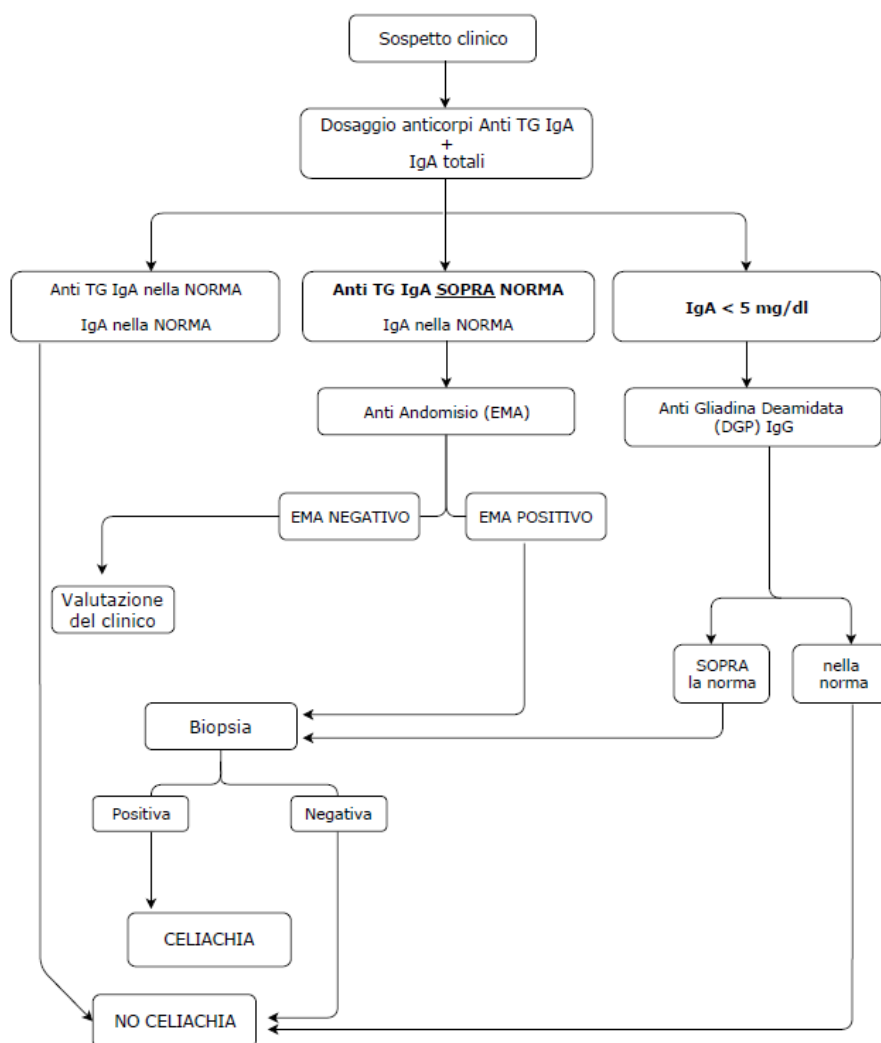 Sospetto clinico
Dosaggio anticorpi Anti TG IgA
+
IgA totali
Anti TG IgA nella NORMA
IgA nella NORMA
Anti TG IgA SOPRA NORMA
IgA nella NORMA
IgA < 5 mg/dl
Anti Andomisio (EMA)
Anti Gliadina Deamidata
(DGP) IgG
EMA NEGATIVO
EMA POSITIVO
Valutazione
del clinico
SOPRA
la norma
nella
norma
Biopsia
Positiva
Negativa
CELIACHIA
NO CELIACHIA